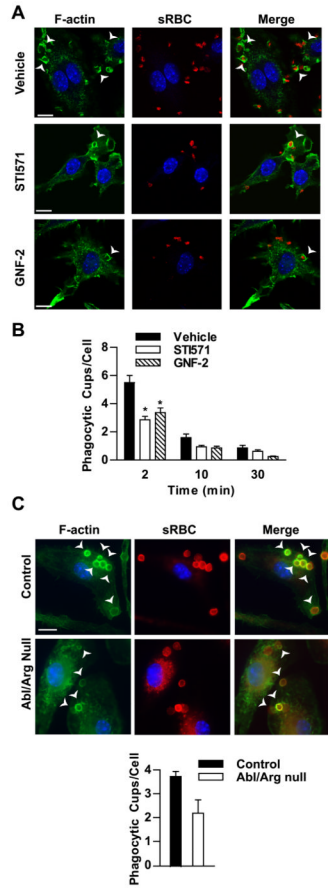 A
F-actin sRBC Merge
Vehicle
STI571
GNF-2
B
Vehicle
STI571
GNF-2
Phagocytic Cups/Cell
6
4
2
0
* *
2 10 30
Time (min)
C
F-actin sRBC Merge
Control
Abl/Arg Null
Control
Abl/Arg null
Phagocytic Cups/Cell
4
3
2
1
0